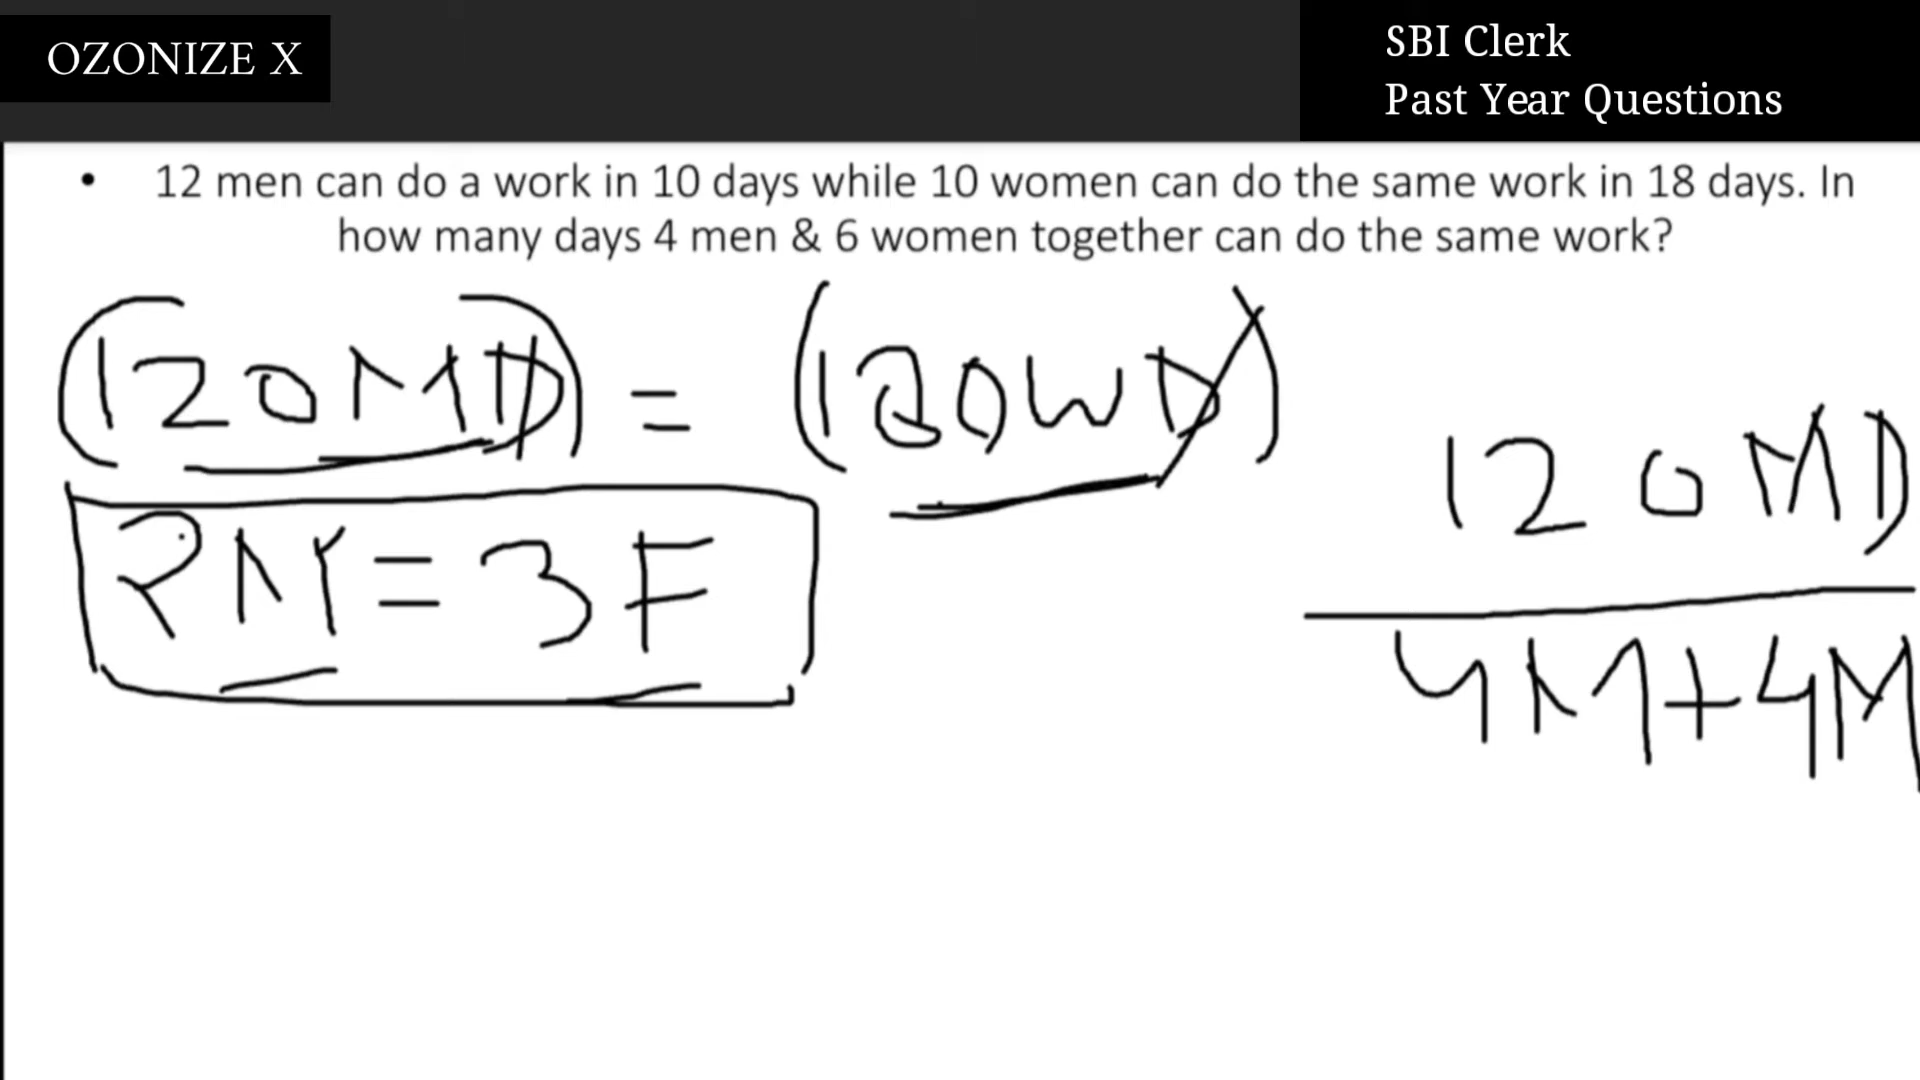 OZONIZE X
SBI Clerk
Past Year Questions
• 12 men can do a work in 10 days while 10 women can do the same work in 18 days. In
how many days 4 men & 6 women together can do the same work?
(120MD) = (180WD)
2M = 3F
120MD
4M+4M